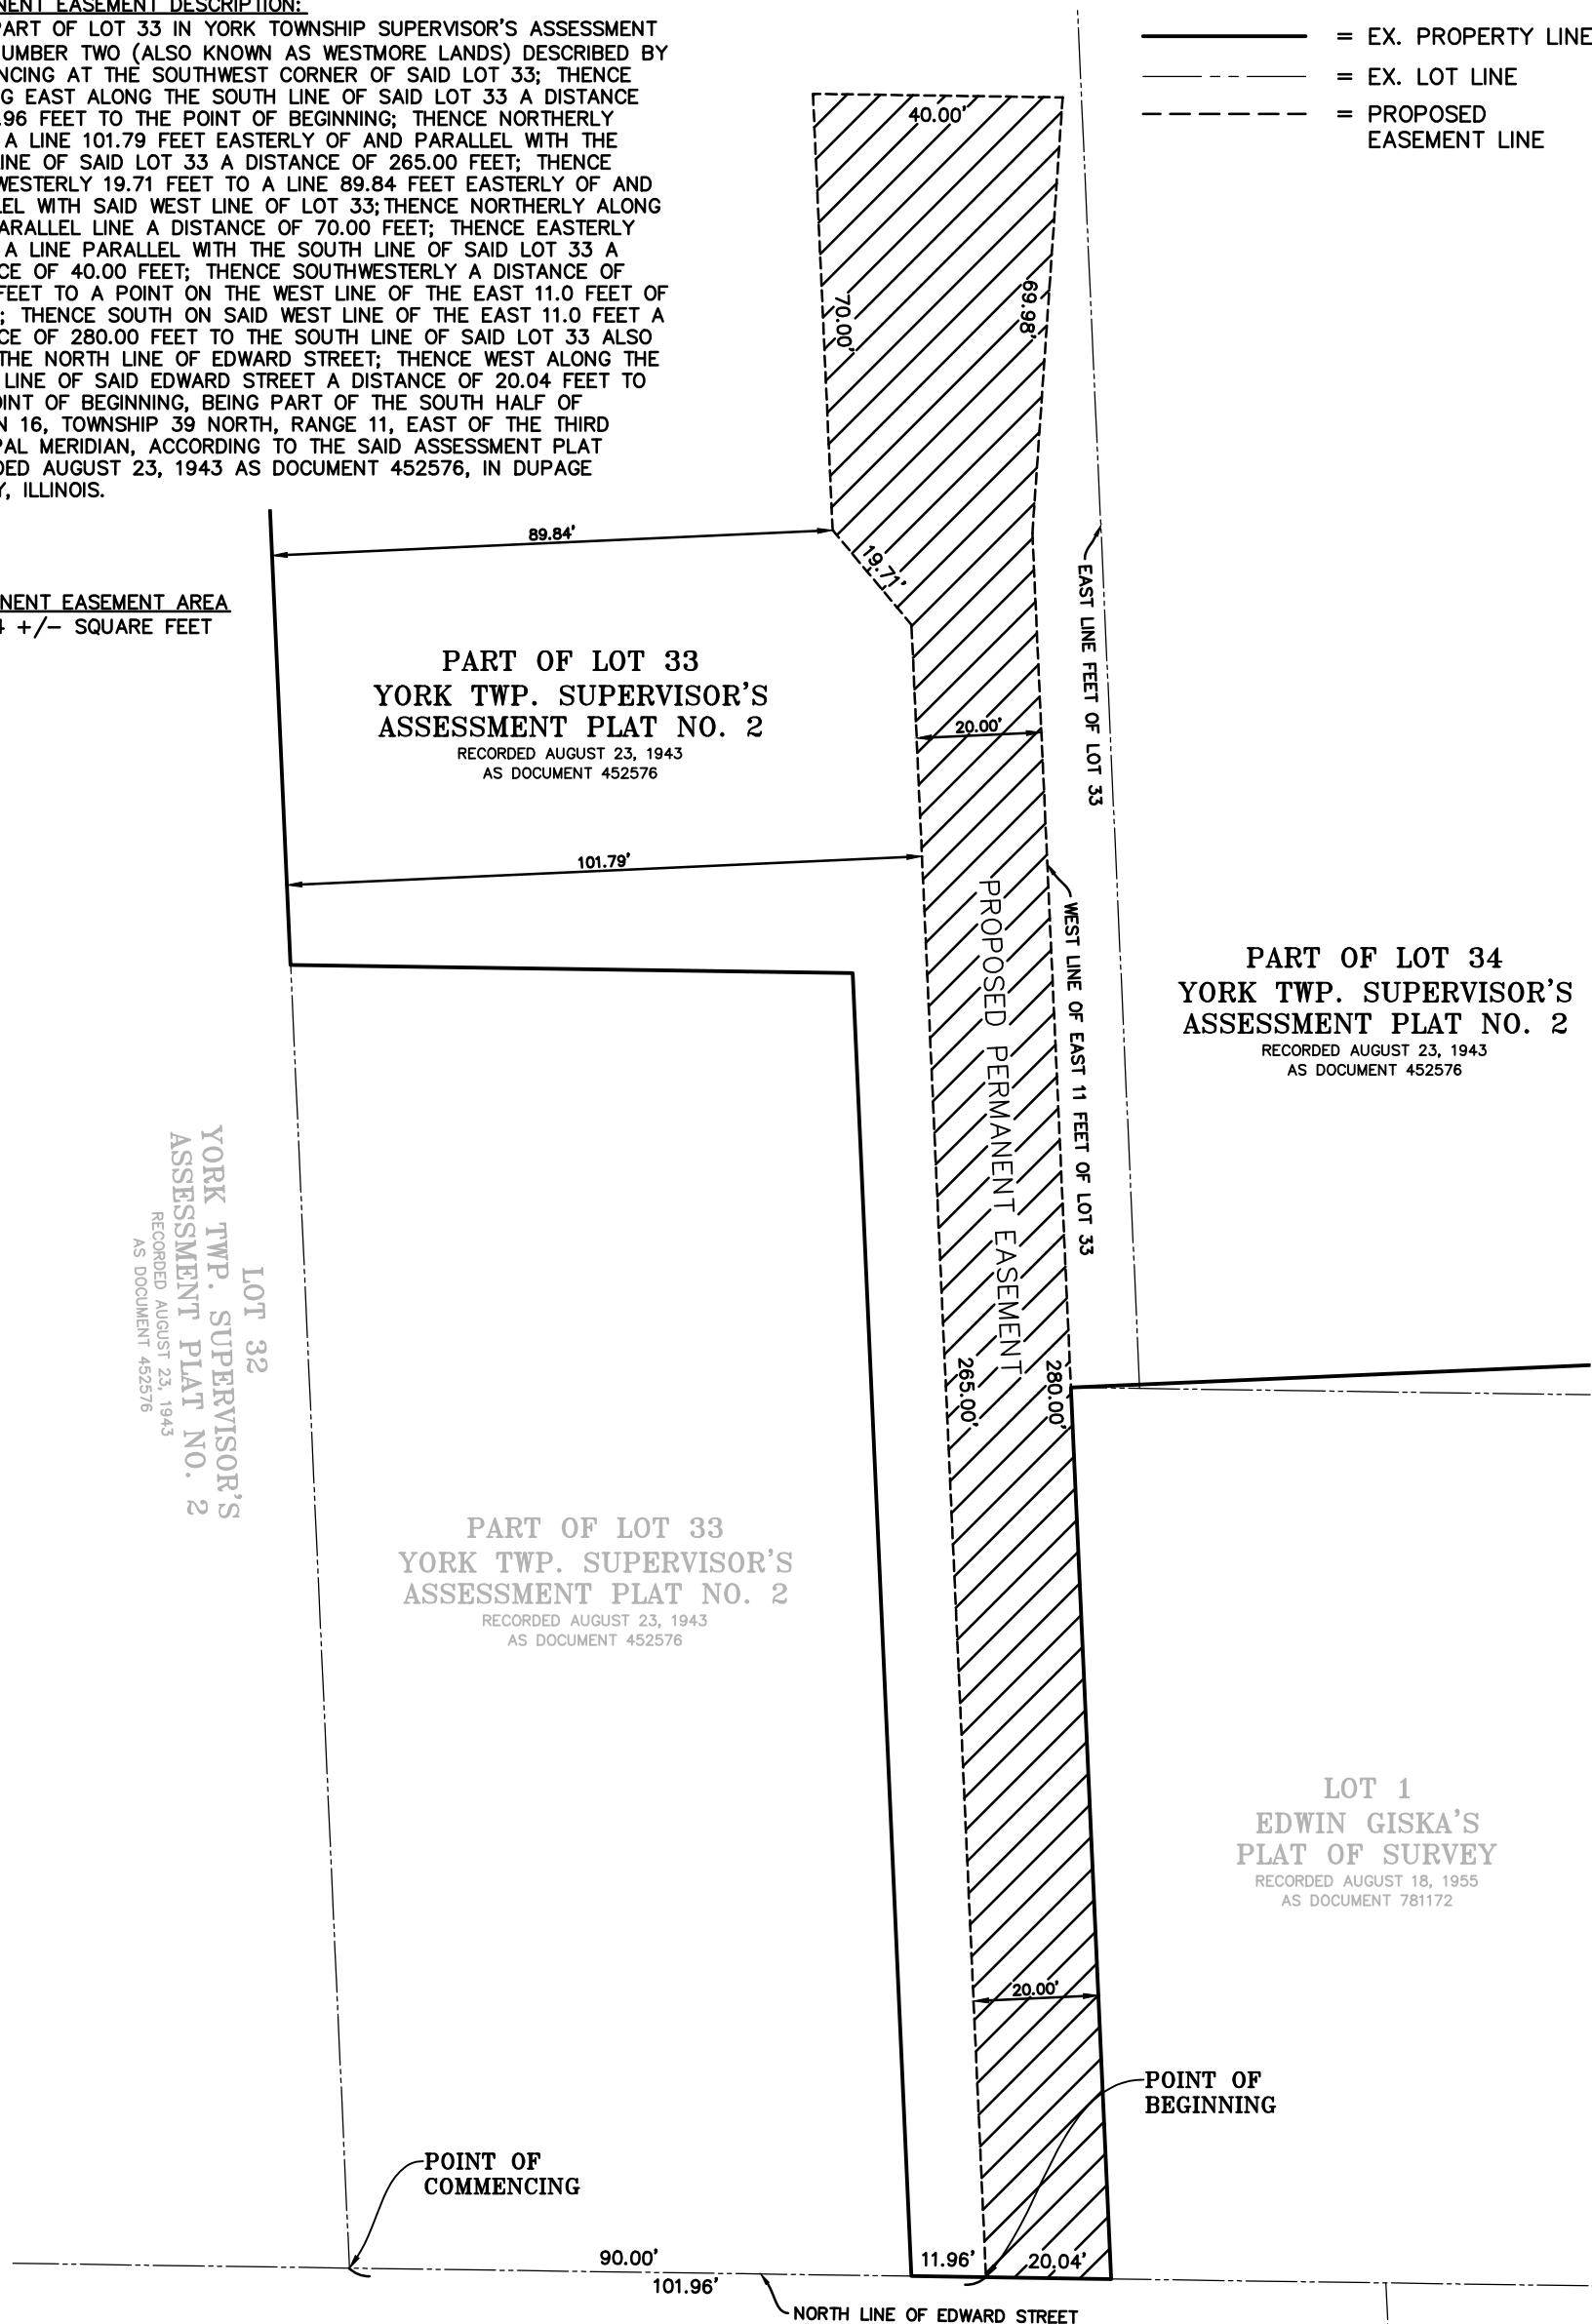 EASEMENT DESCRIPTION:
PART OF LOT 33 IN YORK TOWNSHIP SUPERVISOR'S ASSESSMENT
NUMBER TWO (ALSO KNOWN AS WESTMORE LANDS) DESCRIBED BY
AT THE SOUTHWEST CORNER OF SAID LOT 33; THENCE
EAST ALONG THE SOUTH LINE OF SAID LOT 33 A DISTANCE
.96 FEET TO THE POINT OF BEGINNING; THENCE NORTHERLY
A LINE 101.79 FEET EASTERLY OF AND PARALLEL WITH THE
LINE OF SAID LOT 33 A DISTANCE OF 265.00 FEET; THENCE
WESTERLY 19.71 FEET TO A LINE 89.84 FEET EASTERLY OF AND
WITH SAID WEST LINE OF LOT 33; THENCE NORTHERLY ALONG
PARALLEL LINE A DISTANCE OF 70.00 FEET; THENCE EASTERLY
A LINE PARALLEL WITH THE SOUTH LINE OF SAID LOT 33 A
OF 40.00 FEET; THENCE SOUTHWESTERLY A DISTANCE OF
FEET TO A POINT ON THE WEST LINE OF THE EAST 11.0 FEET OF
; THENCE SOUTH ON SAID WEST LINE OF THE EAST 11.0 FEET A
OF 280.00 FEET TO THE SOUTH LINE OF SAID LOT 33 ALSO
THE NORTH LINE OF EDWARD STREET; THENCE WEST ALONG THE
LINE OF SAID EDWARD STREET A DISTANCE OF 20.04 FEET TO
OF BEGINNING, BEING PART OF THE SOUTH HALF OF
16, TOWNSHIP 39 NORTH, RANGE 11, EAST OF THE THIRD
MERIDIAN, ACCORDING TO THE SAID ASSESSMENT PLAT
AUGUST 23, 1943 AS DOCUMENT 452576, IN DUPAGE
, ILLINOIS.
= EX. PROPERTY LINE
= EX. LOT LINE
= PROPOSED
EASEMENT LINE
40.00'
70.00'
69.98'
89.84'
19.71'
EASEMENT AREA
+/- SQUARE FEET
EAST LINE FEET OF LOT 33
PART OF LOT 33
YORK TWP. SUPERVISOR'S
ASSESSMENT PLAT NO. 2
RECORDED AUGUST 23, 1943
AS DOCUMENT 452576
20.00'
101.79'
PROPOSED PERMANENT EASEMENT
WEST LINE OF EAST 11 FEET OF LOT 33
PART OF LOT 34
YORK TWP. SUPERVISOR'S
ASSESSMENT PLAT NO. 2
RECORDED AUGUST 23, 1943
AS DOCUMENT 452576
LOT 32
YORK TWP. SUPERVISOR'S
ASSESSMENT PLAT NO. 2
RECORDED AUGUST 23, 1943
AS DOCUMENT 452576
265.00'
280.00'
PART OF LOT 33
YORK TWP. SUPERVISOR'S
ASSESSMENT PLAT NO. 2
RECORDED AUGUST 23, 1943
AS DOCUMENT 452576
LOT 1
EDWIN GISKA'S
PLAT OF SURVEY
RECORDED AUGUST 18, 1955
AS DOCUMENT 781172
20.00'
POINT OF
BEGINNING
POINT OF
COMMENCING
90.00'
11.96'
20.04'
101.96'
NORTH LINE OF EDWARD STREET